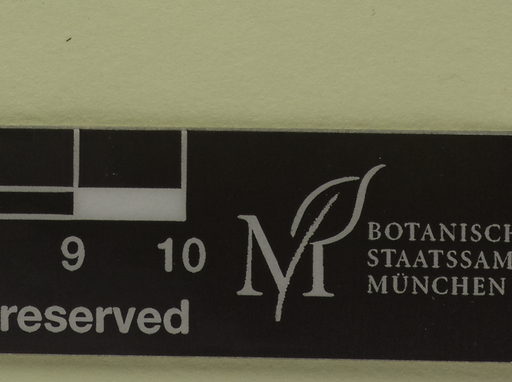 9 10
reserved
M
BOTANISCH
STAATSSAM
MÜNCHEN